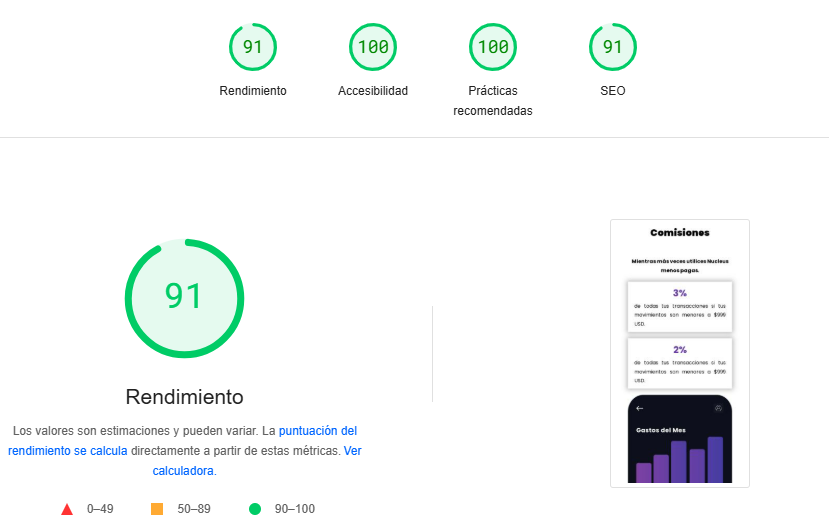 91
100
100
91
Rendimiento
Accesibilidad
Prácticas
recomendadas
SEO
91
Rendimiento
Los valores son estimaciones y pueden variar. La puntuación del
rendimiento se calcula directamente a partir de estas métricas. Ver
calculadora.
0–49
50–89
90–100
Comisiones
Mientras más veces utilices Nucleus
menos pagas.
3%
de todas tus transacciones si tus
movimientos son menores a $999
USD.
2%
de todas tus transacciones si tus
movimientos son menores a $999
USD.
Gastos del Mes